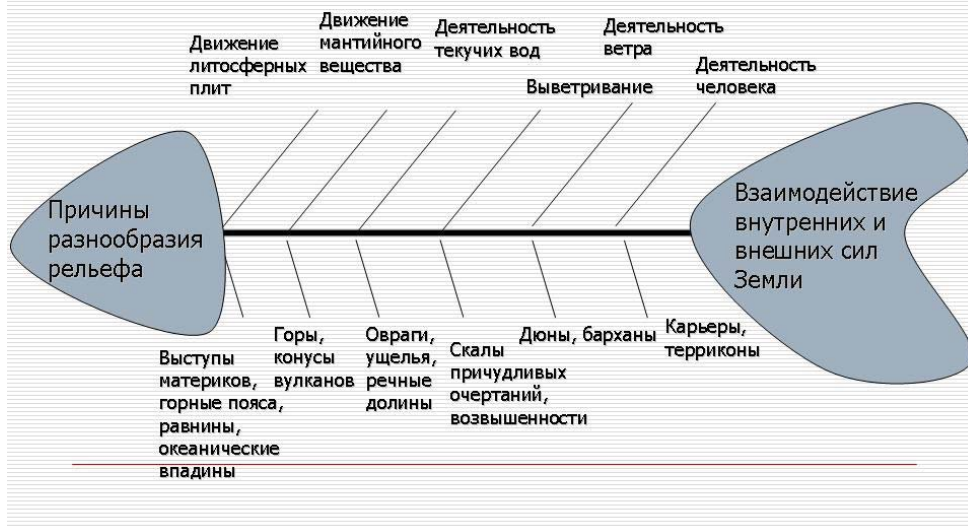 Движение
литосферных
плит
Движение
мантийного
вещества
Деятельность
текучих вод
Выветривание
Деятельность
ветра
Деятельность
человека
Причины
разнообразия
рельефа
Взаимодействие
внутренних и
внешних сил
Земли
Выступы
материков,
горные пояса,
равнины,
океанические
впадины
Горы,
конусы
вулканов
Овраги,
ущелья,
речные
долины
Скалы
причудливых
очертаний,
возвышенности
Дюны, барханы
Карьеры,
терриконы